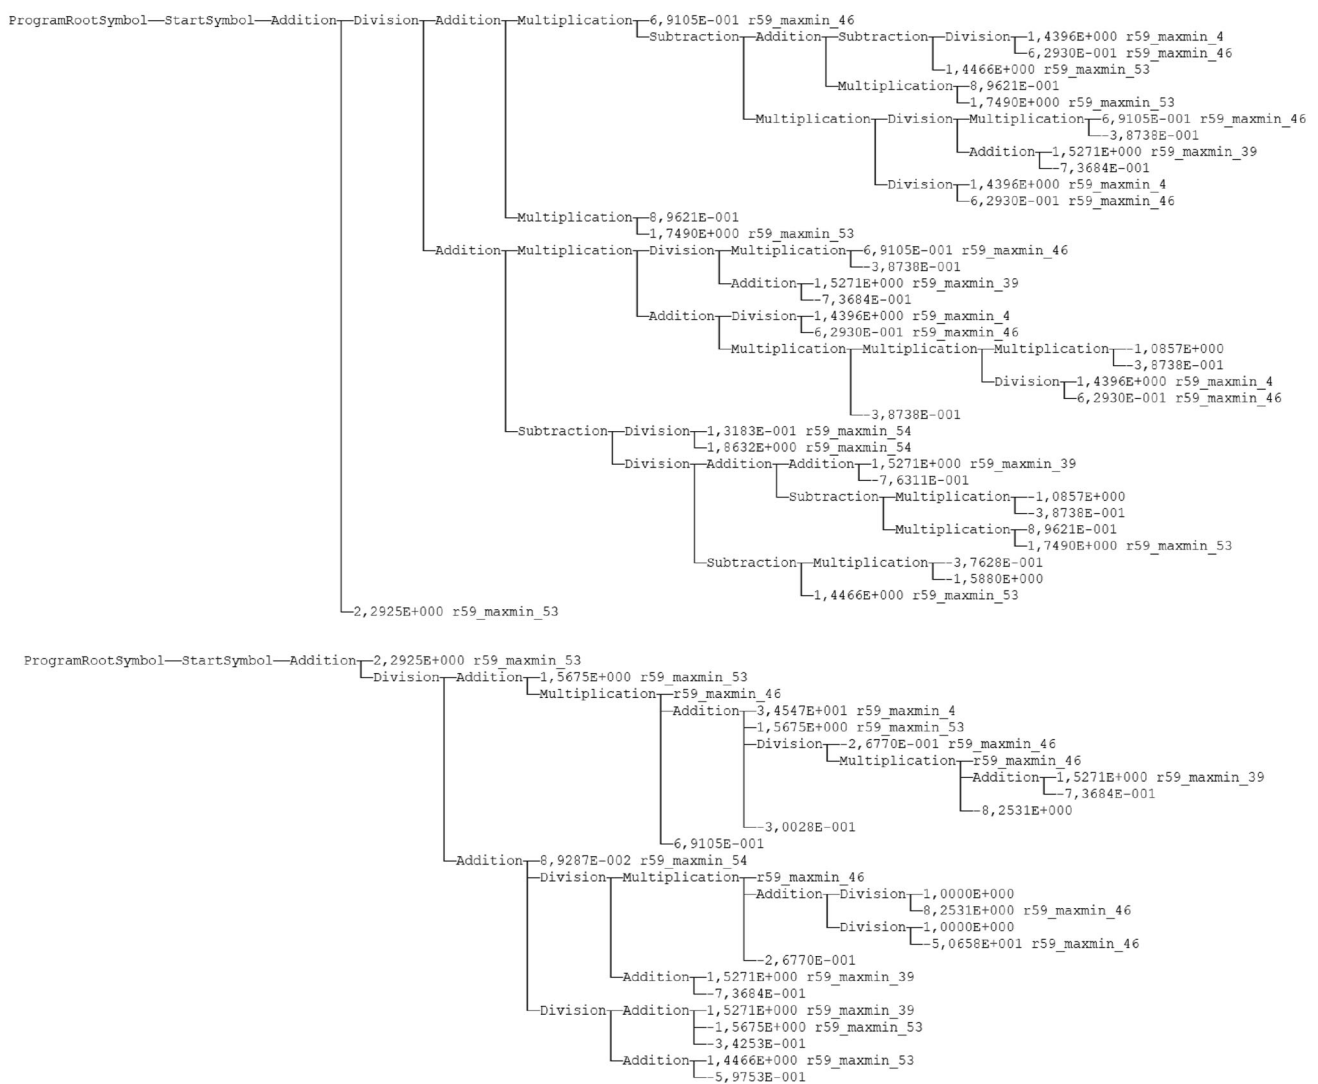 ProgramRootSymbol StartSymbol Addition Division Addition Multiplication 6,9105E-001 r59_maxmin_46
Subtraction Addition Subtraction Division 1,4396E+000 r59_maxmin_4
6,2930E-001 r59_maxmin_46
1,4466E+000 r59_maxmin_53
Multiplication 8,9621E-001
1,7490E+000 r59_maxmin_53
Multiplication Division Multiplication 6,9105E-001 r59_maxmin_46
-3,8738E-001
Addition 1,5271E+000 r59_maxmin_39
-7,3684E-001
Division 1,4396E+000 r59_maxmin_4
6,2930E-001 r59_maxmin_46
Multiplication 8,9621E-001
1,7490E+000 r59_maxmin_53
Addition Multiplication Division Multiplication 6,9105E-001 r59_maxmin_46
-3,8738E-001
Addition 1,5271E+000 r59_maxmin_39
-7,3684E-001
Addition Division 1,4396E+000 r59_maxmin_4
6,2930E-001 r59_maxmin_46
Multiplication Multiplication Multiplication -1,0857E+000
-3,8738E-001
Division 1,4396E+000 r59_maxmin_4
6,2930E-001 r59_maxmin_46
-3,8738E-001
Subtraction Division 1,3183E-001 r59_maxmin_54
1,8632E+000 r59_maxmin_54
Division Addition Addition 1,5271E+000 r59_maxmin_39
-7,6311E-001
Subtraction Multiplication -1,0857E+000
-3,8738E-001
Multiplication 8,9621E-001
1,7490E+000 r59_maxmin_53
Subtraction Multiplication -3,7628E-001
-1,5880E+000
1,4466E+000 r59_maxmin_53
2,2925E+000 r59_maxmin_53
ProgramRootSymbol StartSymbol Addition 2,2925E+000 r59_maxmin_53
Division Addition 1,5675E+000 r59_maxmin_53
Multiplication r59_maxmin_46
Addition 3,4547E+001 r59_maxmin_4
1,5675E+000 r59_maxmin_53
Division -2,6770E-001 r59_maxmin_46
Multiplication r59_maxmin_46
Addition 1,5271E+000 r59_maxmin_39
-7,3684E-001
-8,2531E+000
-3,0028E-001
6,9105E-001
Addition 8,9287E-002 r59_maxmin_54
Division Multiplication r59_maxmin_46
Addition Division 1,0000E+000
8,2531E+000 r59_maxmin_46
Division 1,0000E+000
-5,0658E+001 r59_maxmin_46
-2,6770E-001
Addition 1,5271E+000 r59_maxmin_39
-7,3684E-001
Division Addition 1,5271E+000 r59_maxmin_39
-1,5675E+000 r59_maxmin_53
-3,4253E-001
Addition 1,4466E+000 r59_maxmin_53
-5,9753E-001